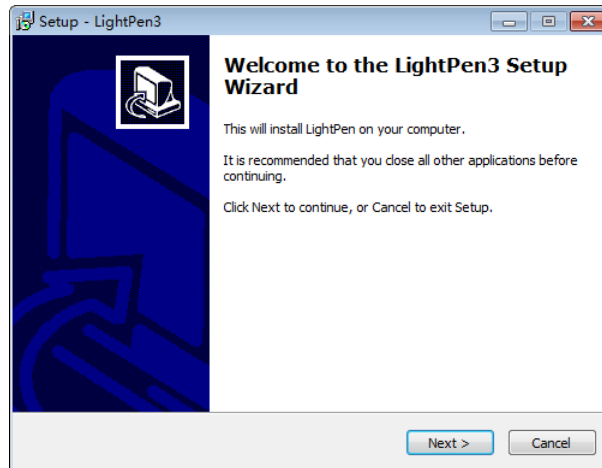 Setup - LightPen3
Welcome to the LightPen3 Setup
Wizard
This will install LightPen on your computer.
It is recommended that you close all other applications before
continuing.
Click Next to continue, or Cancel to exit Setup.
Next >
Cancel